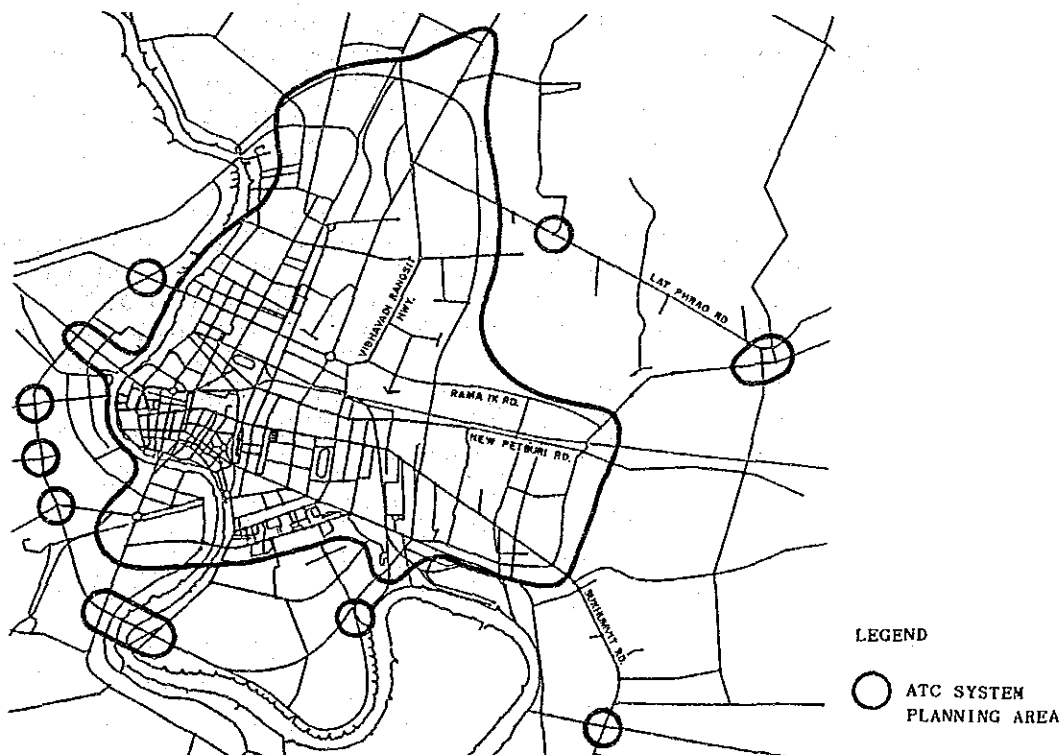 LAT PHRAO RD
VIBHAVADI RANGSIT
HWY.
RAMA IX RD.
NEW PETBURI RD.
SUKHUMVIT RD.
LEGEND
ATC SYSTEM
PLANNING AREA